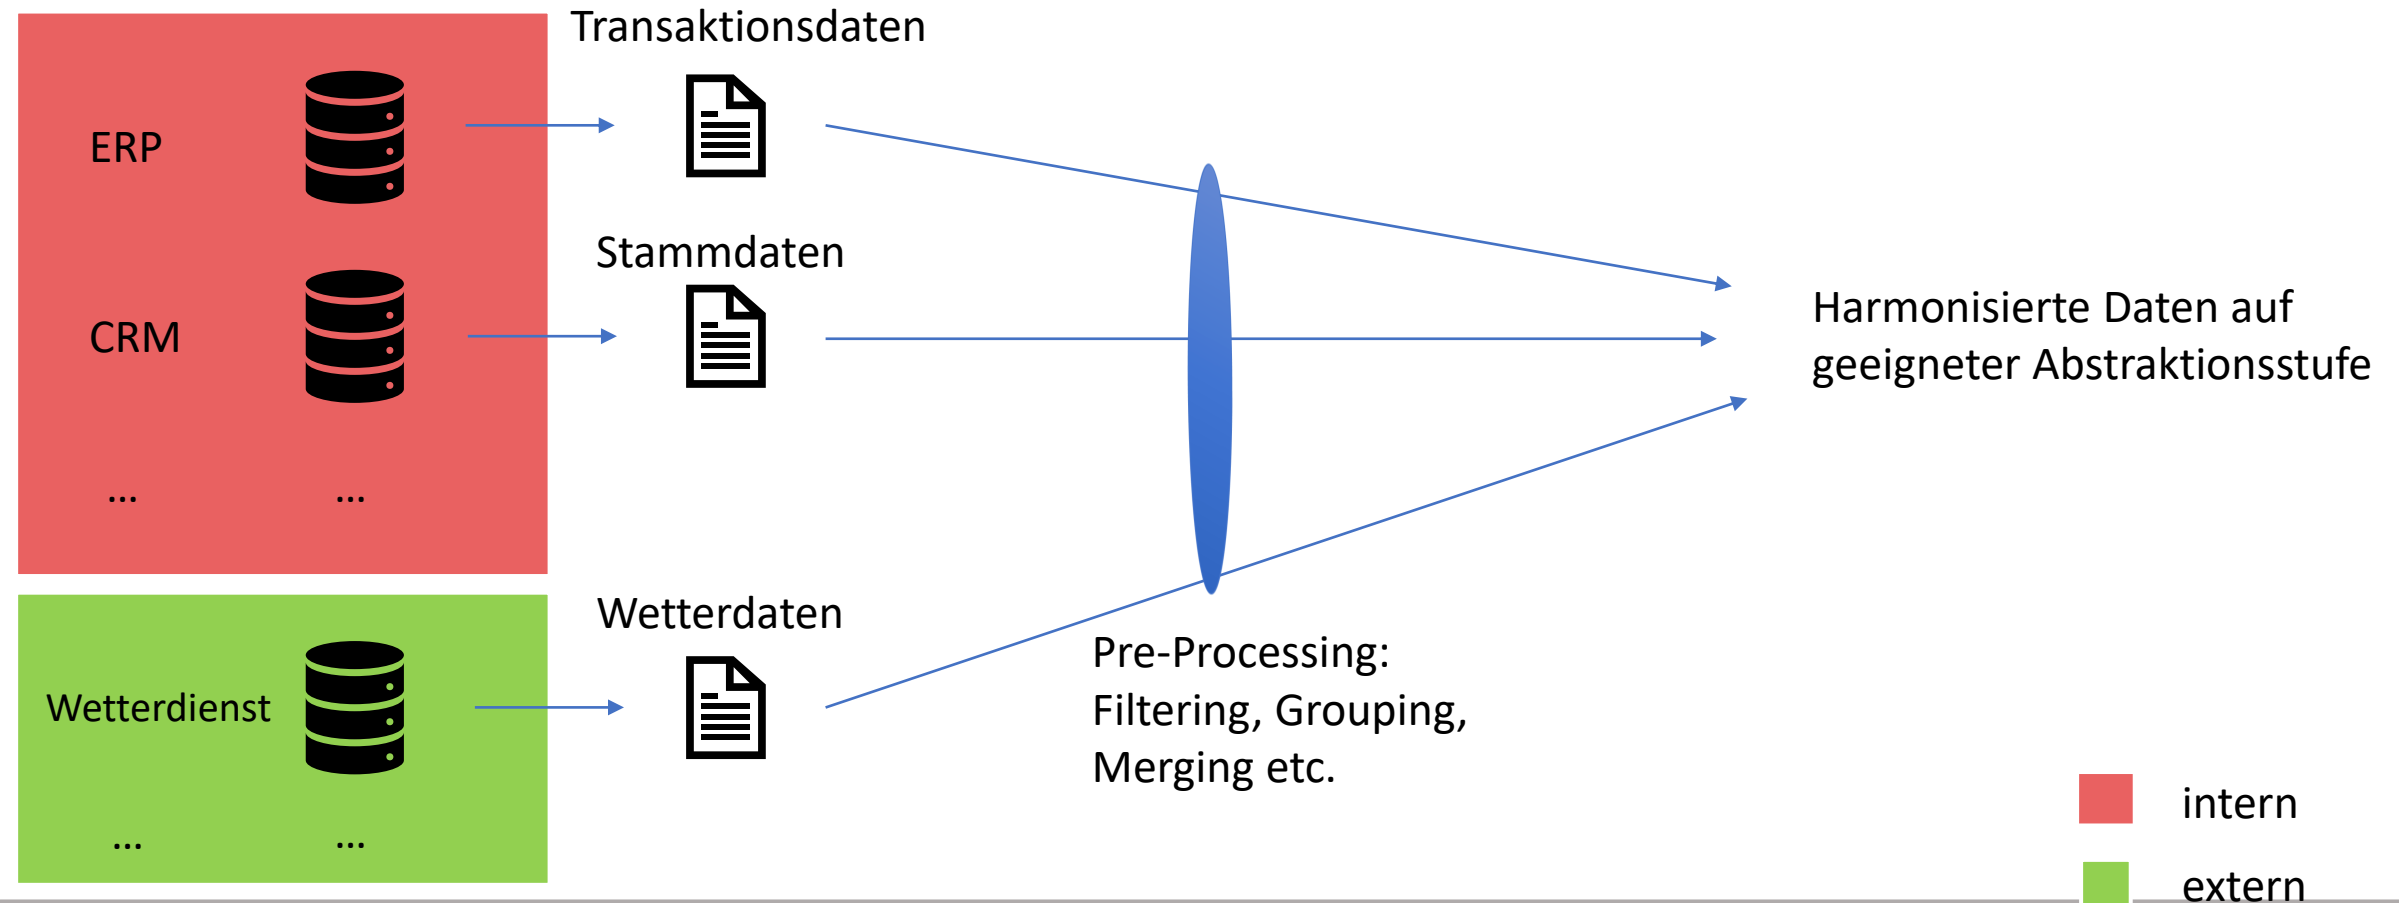 Transaktionsdaten
ERP
Stammdaten
CRM
Harmonisierte Daten auf
geeigneter Abstraktionsstufe
... ...
Wetterdaten
Wetterdienst
Pre-Processing:
Filtering, Grouping,
Merging etc.
... ...
intern
extern